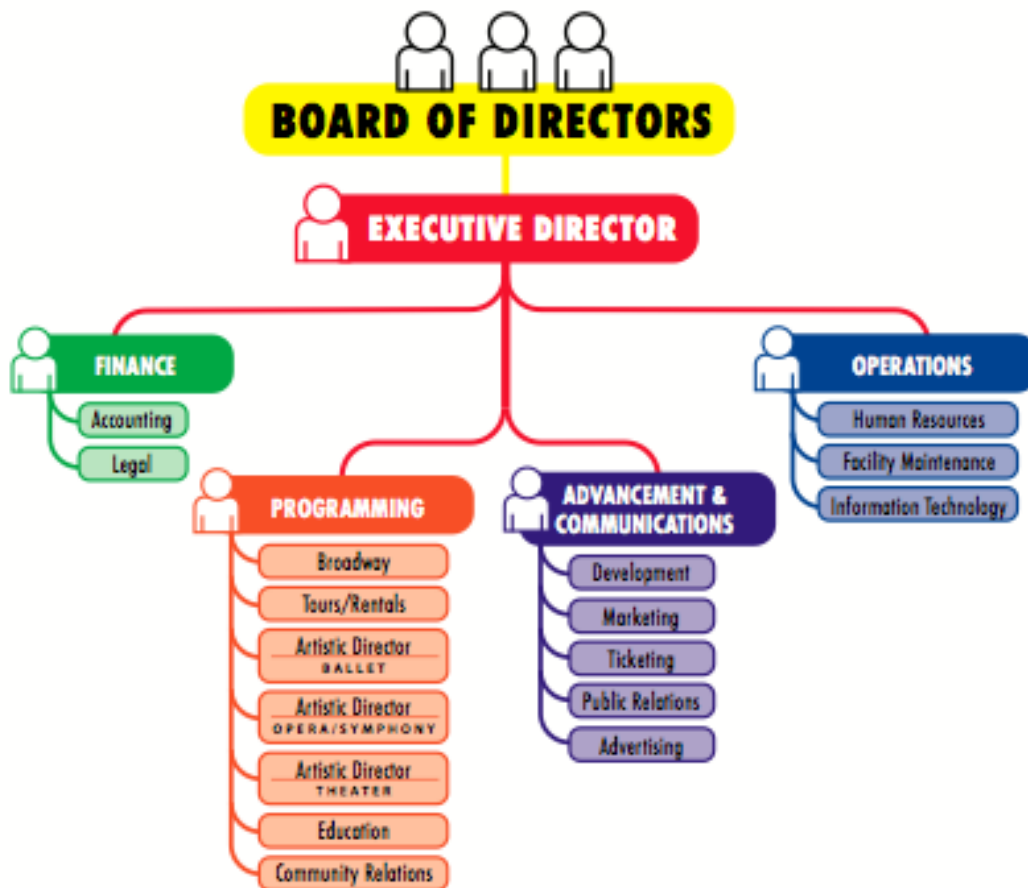 BOARD OF DIRECTORS
EXECUTIVE DIRECTOR
FINANCE
Accounting
Legal
PROGRAMMING
Broadway
Tours/Rentals
Artistic Director
BALLET
Artistic Director
OPERA/SYMPHONY
Artistic Director
THEATER
Education
Community Relations
ADVANCEMENT &
COMMUNICATIONS
Development
Marketing
Ticketing
Public Relations
Advertising
OPERATIONS
Human Resources
Facility Maintenance
Information Technology